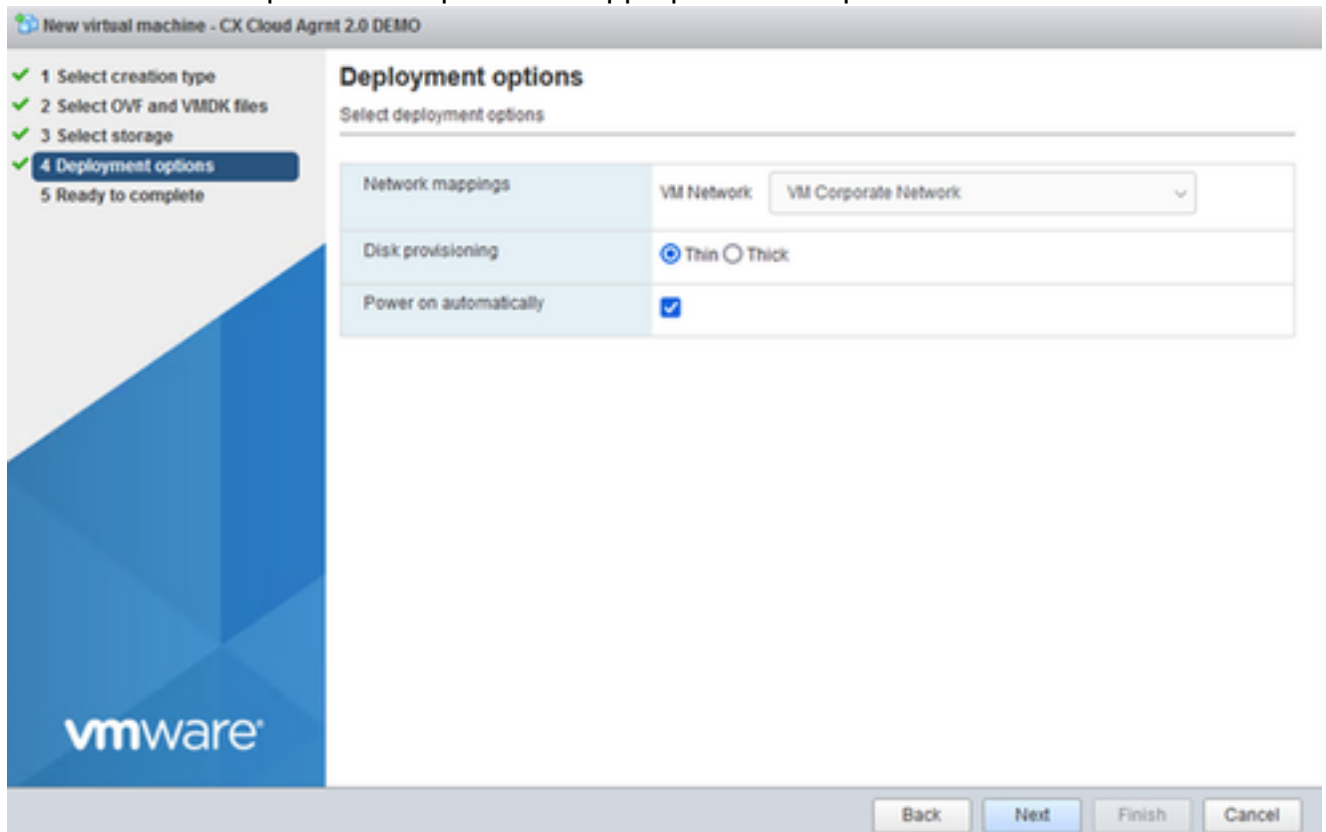 New virtual machine - CX Cloud Agrnt 2.0 DEMO
1 Select creation type
2 Select OVF and VMDK files
3 Select storage
4 Deployment options
5 Ready to complete
Deployment options
Select deployment options
Network mappings VM Network VM Corporate Network
Disk provisioning Thin Thick
Power on automatically
vmware
Back Next Finish Cancel